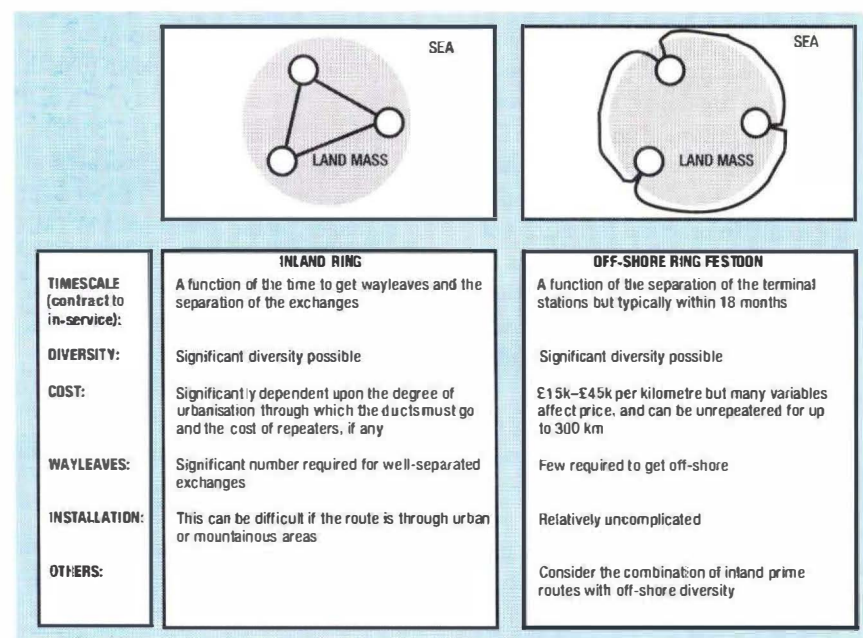 SEA
LAND MASS
SEA
LAND MASS
INLAND RING
OFF-SHORE RING FESTOON
TIMESCALE
(contract to
in-service):
A function of the time to get wayleaves and the
separation of the exchanges
A function of the separation of the terminal
stations but typically within 18 months
DIVERSITY:
Significant diversity possible
Significant diversity possible
COST:
Significantly dependent upon the degree of
urbanisation through which the ducts must go
and the cost of repeaters, if any
£15k–£45k per kilometre but many variables
affect price, and can be unrepeatered for up
to 300 km
WAYLEAVES:
Significant number required for well-separated
exchanges
Few required to get off-shore
INSTALLATION:
This can be difficult if the route is through urban
or mountainous areas
Relatively uncomplicated
OTHERS:
Consider the combination of inland prime
routes with off-shore diversity